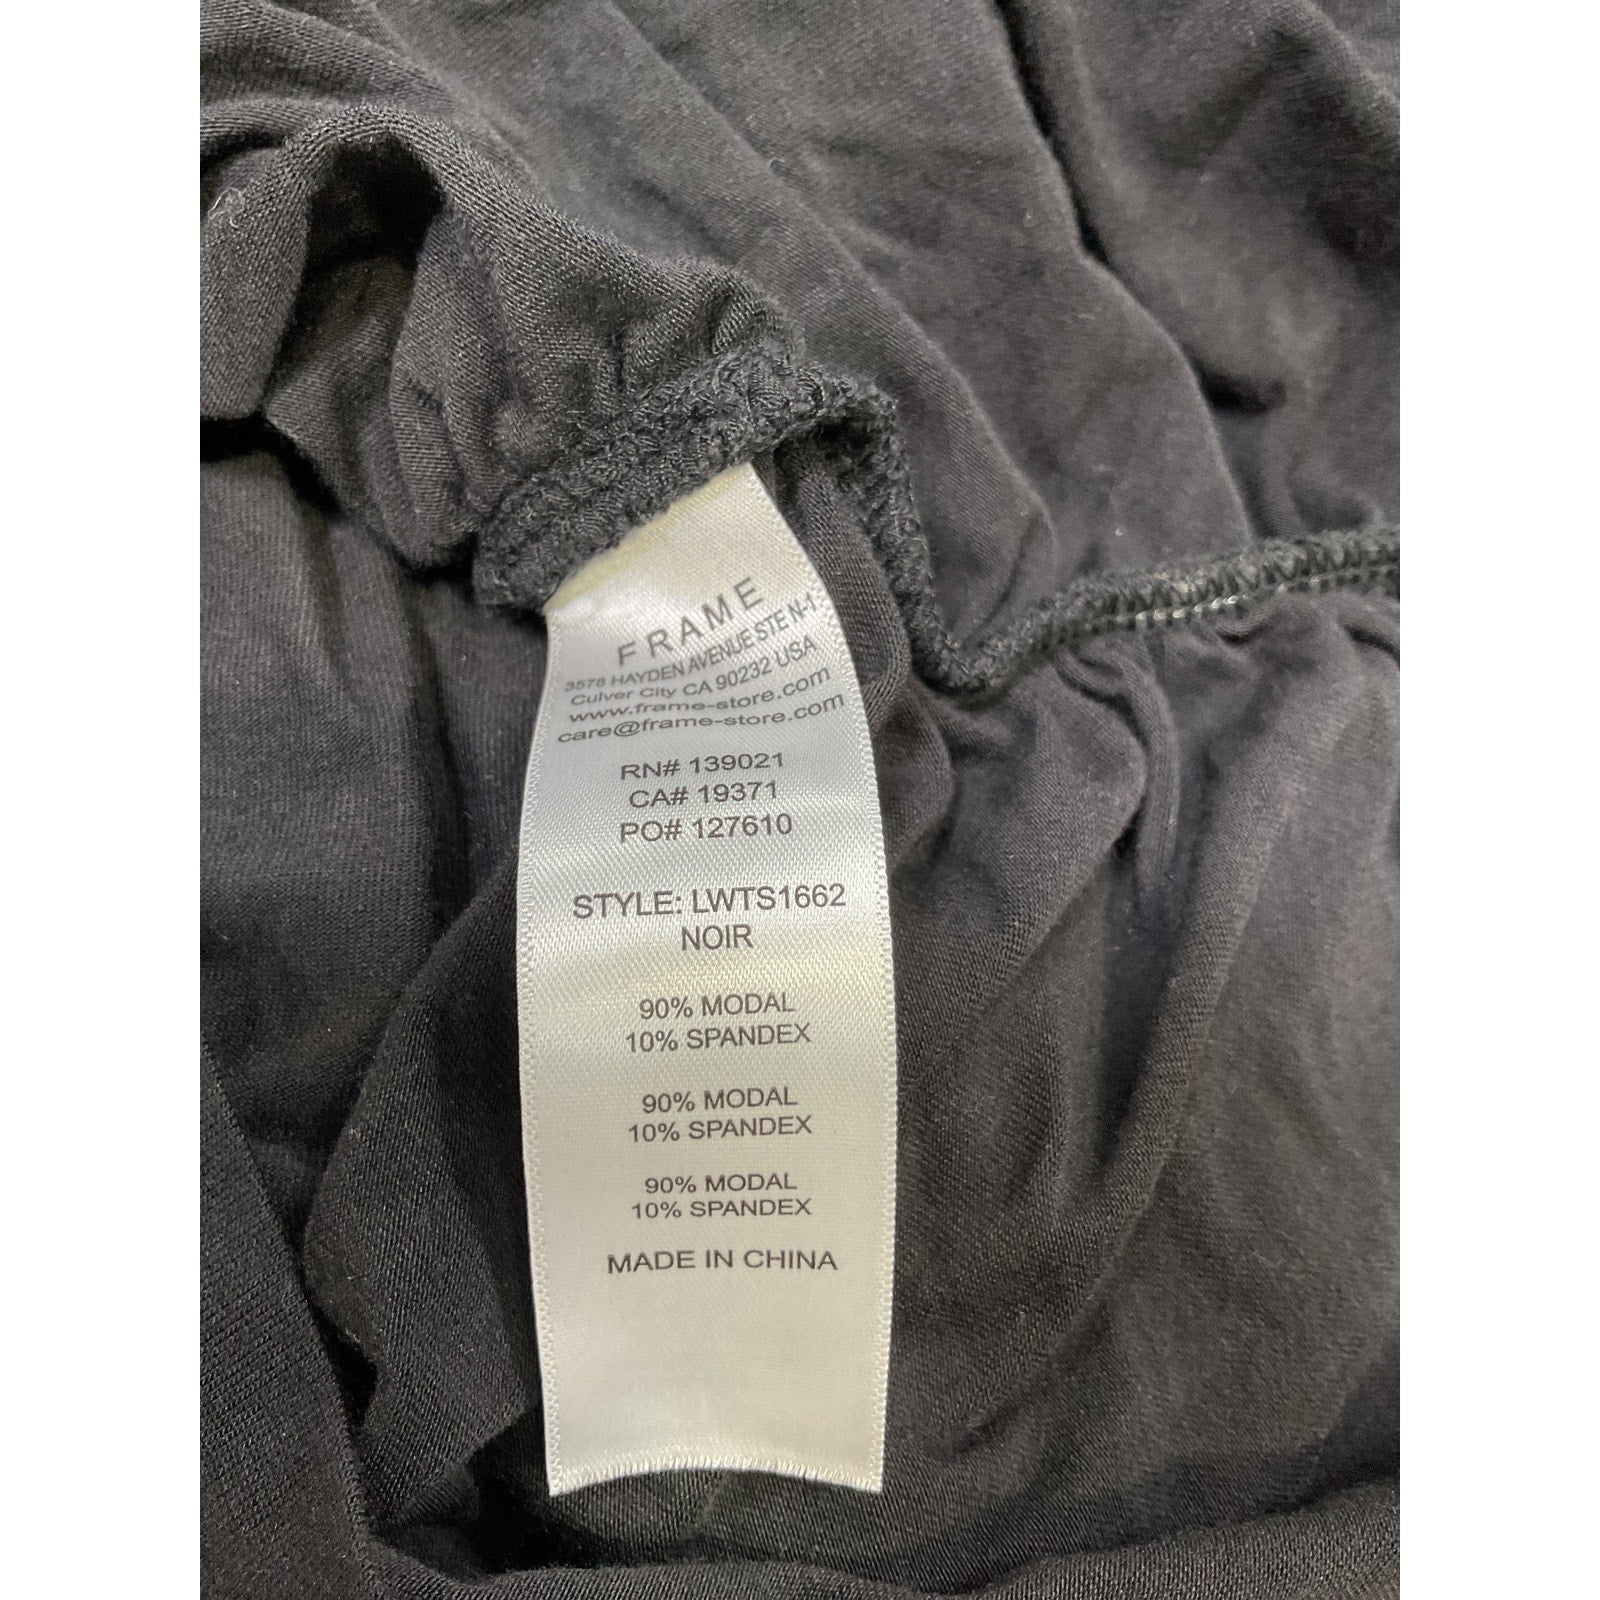 FRAME
3578 HAYDEN AVENUE STE N-1
Culver City CA 90232 USA
www.frame-store.com
care@frame-store.com
RN# 139021
CA# 19371
PO# 127610
STYLE: LWTS1662
NOIR
90% MODAL
10% SPANDEX
90% MODAL
10% SPANDEX
90% MODAL
10% SPANDEX
MADE IN CHINA